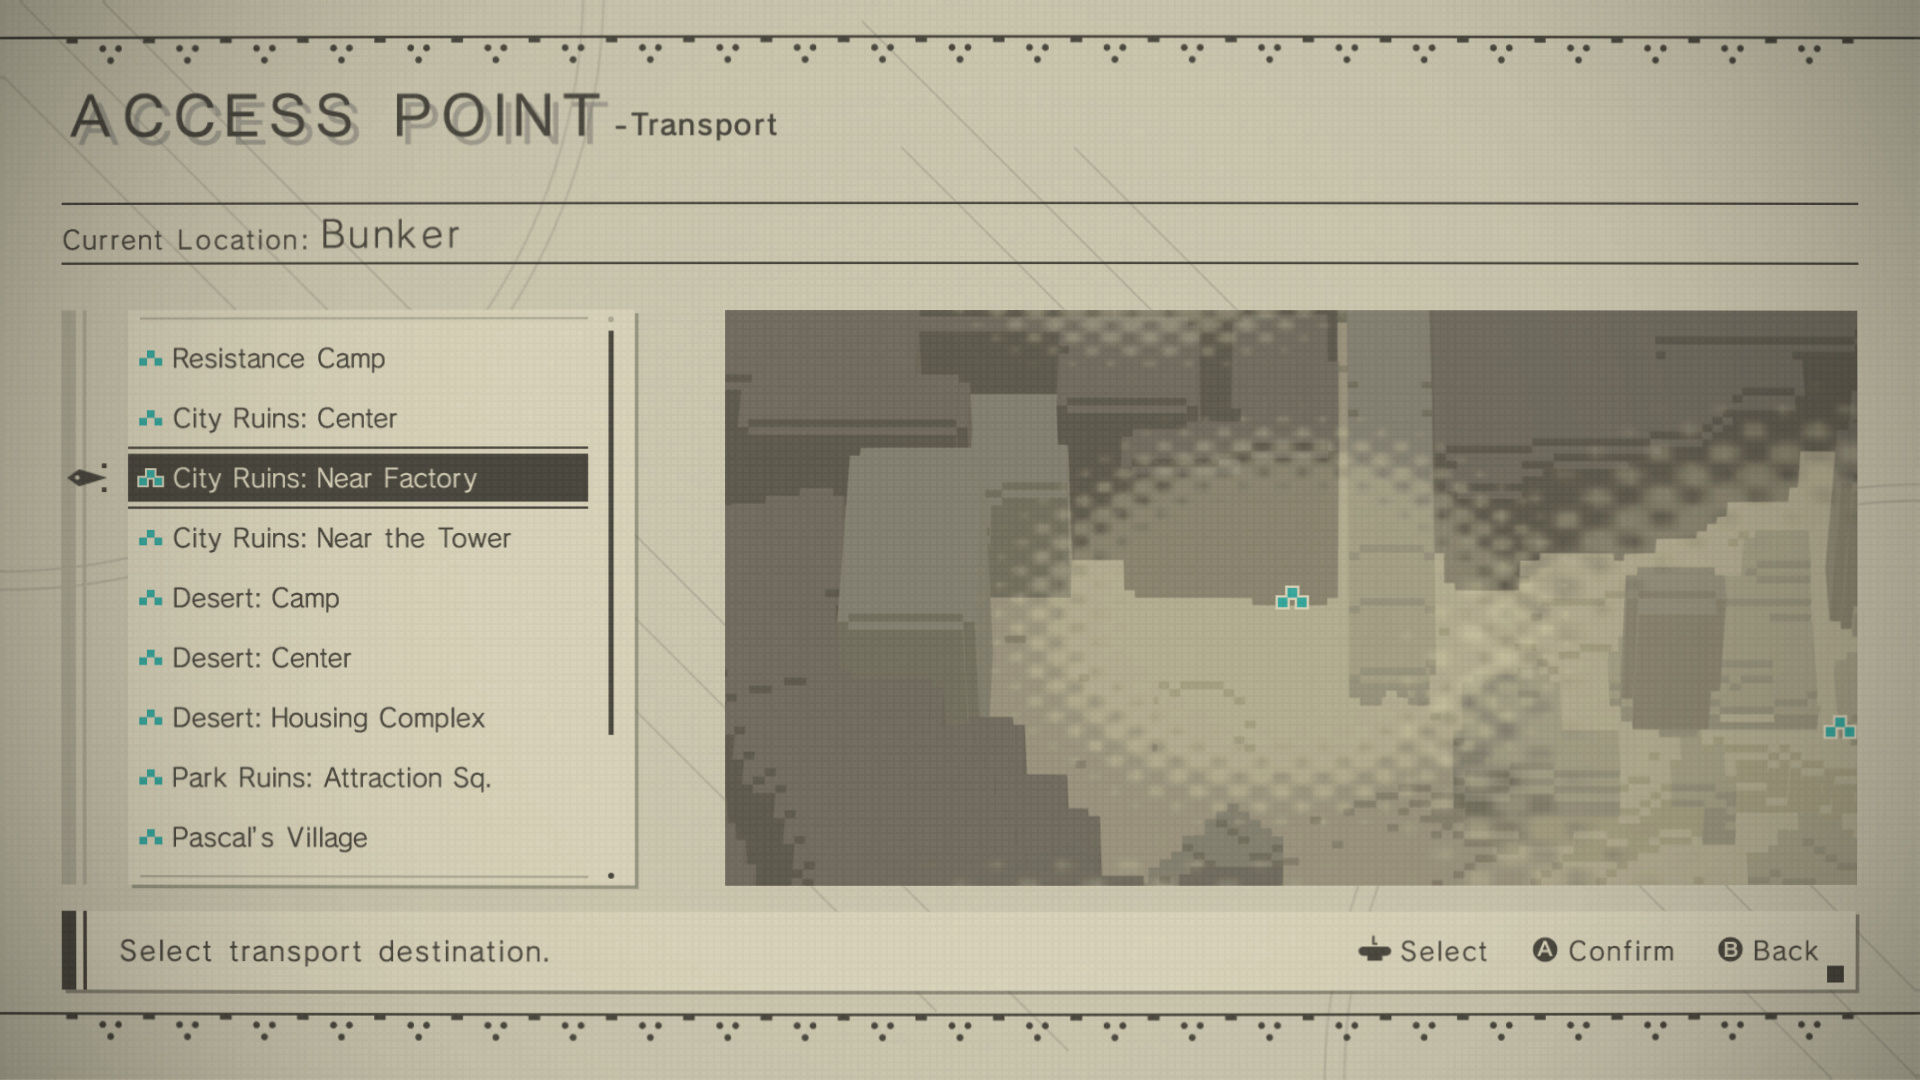 ACCESS POINT -Transport
Current Location: Bunker
Resistance Camp
City Ruins: Center
City Ruins: Near Factory
City Ruins: Near the Tower
Desert: Camp
Desert: Center
Desert: Housing Complex
Park Ruins: Attraction Sq.
Pascal's Village
Select transport destination.
L Select A Confirm B Back